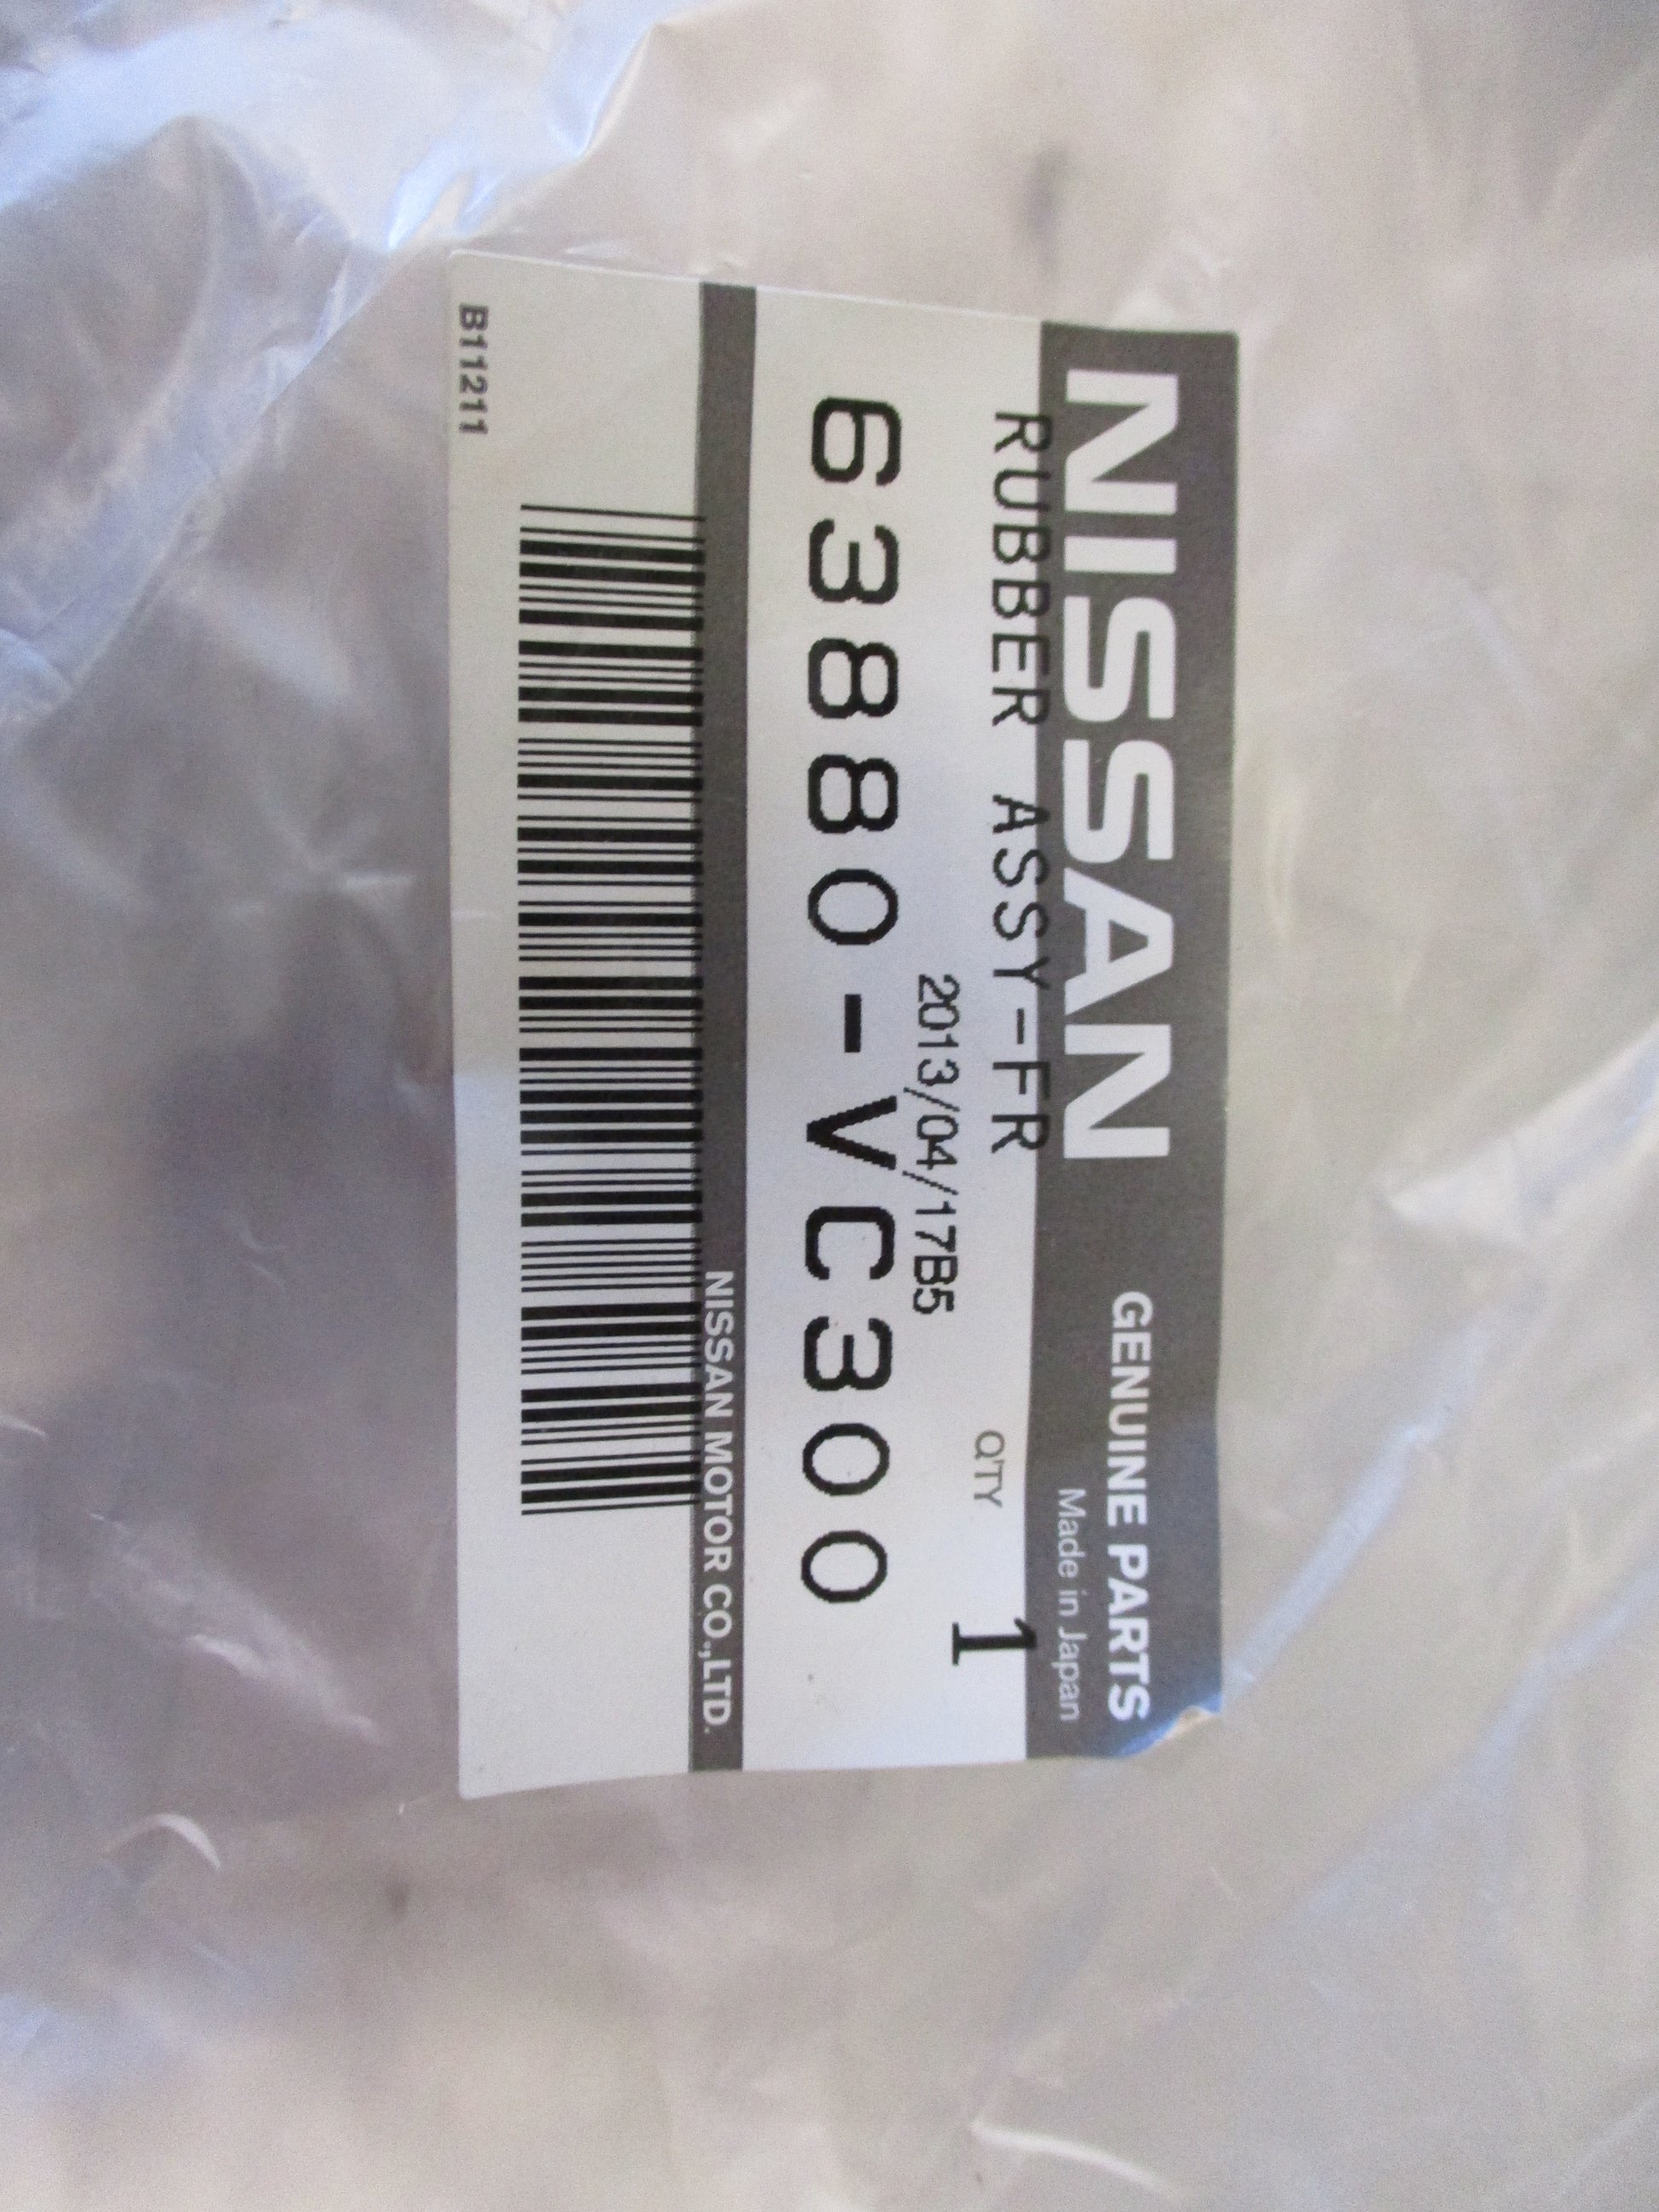 NISSAN GENUINE PARTS
Made in Japan
RUBBER ASSY-FR
Q'TY 1
2013/04/17B5
63880-VC300
NISSAN MOTOR CO.,LTD.
B11211